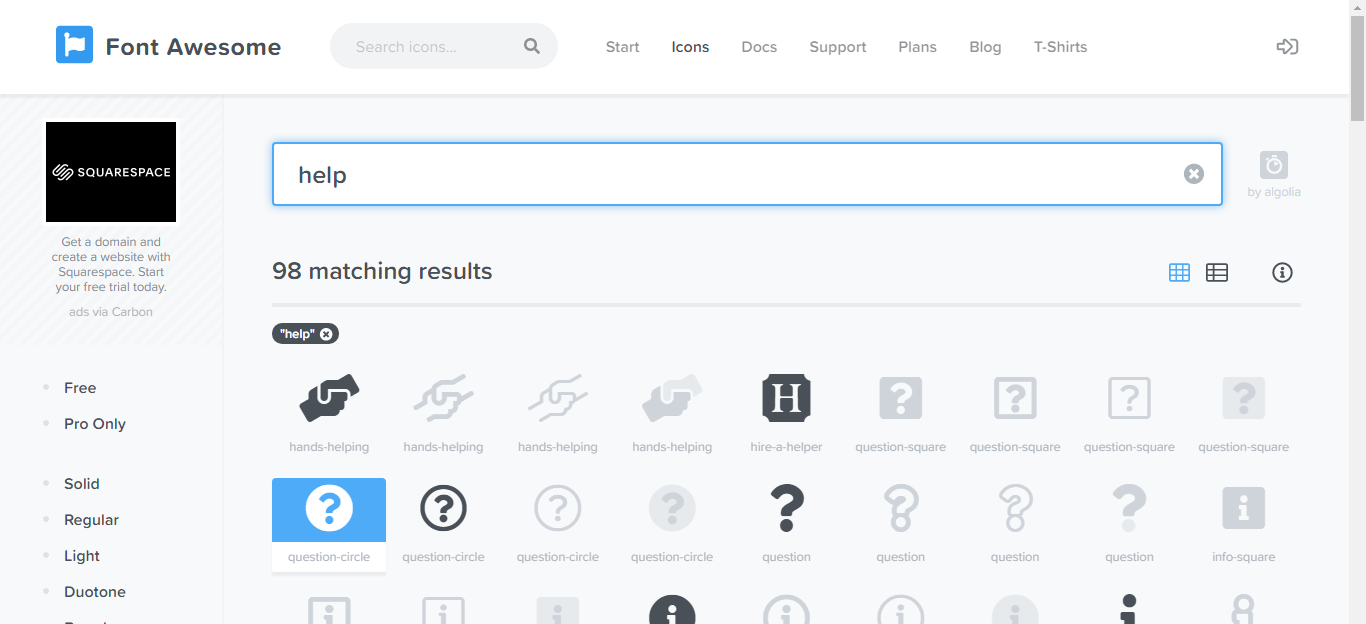 Font Awesome
Search icons...
Start
Icons
Docs
Support
Plans
Blog
T-Shirts
SQUARESPACE
Get a domain and
create a website with
Squarespace. Start
your free trial today.
ads via Carbon
Free
Pro Only
Solid
Regular
Light
Duotone
help
by algolia
98 matching results
"help"
hands-helping
hands-helping
hands-helping
hands-helping
hire-a-helper
question-square
question-square
question-square
question-square
question-circle
question-circle
question-circle
question-circle
question
question
question
question
info-square